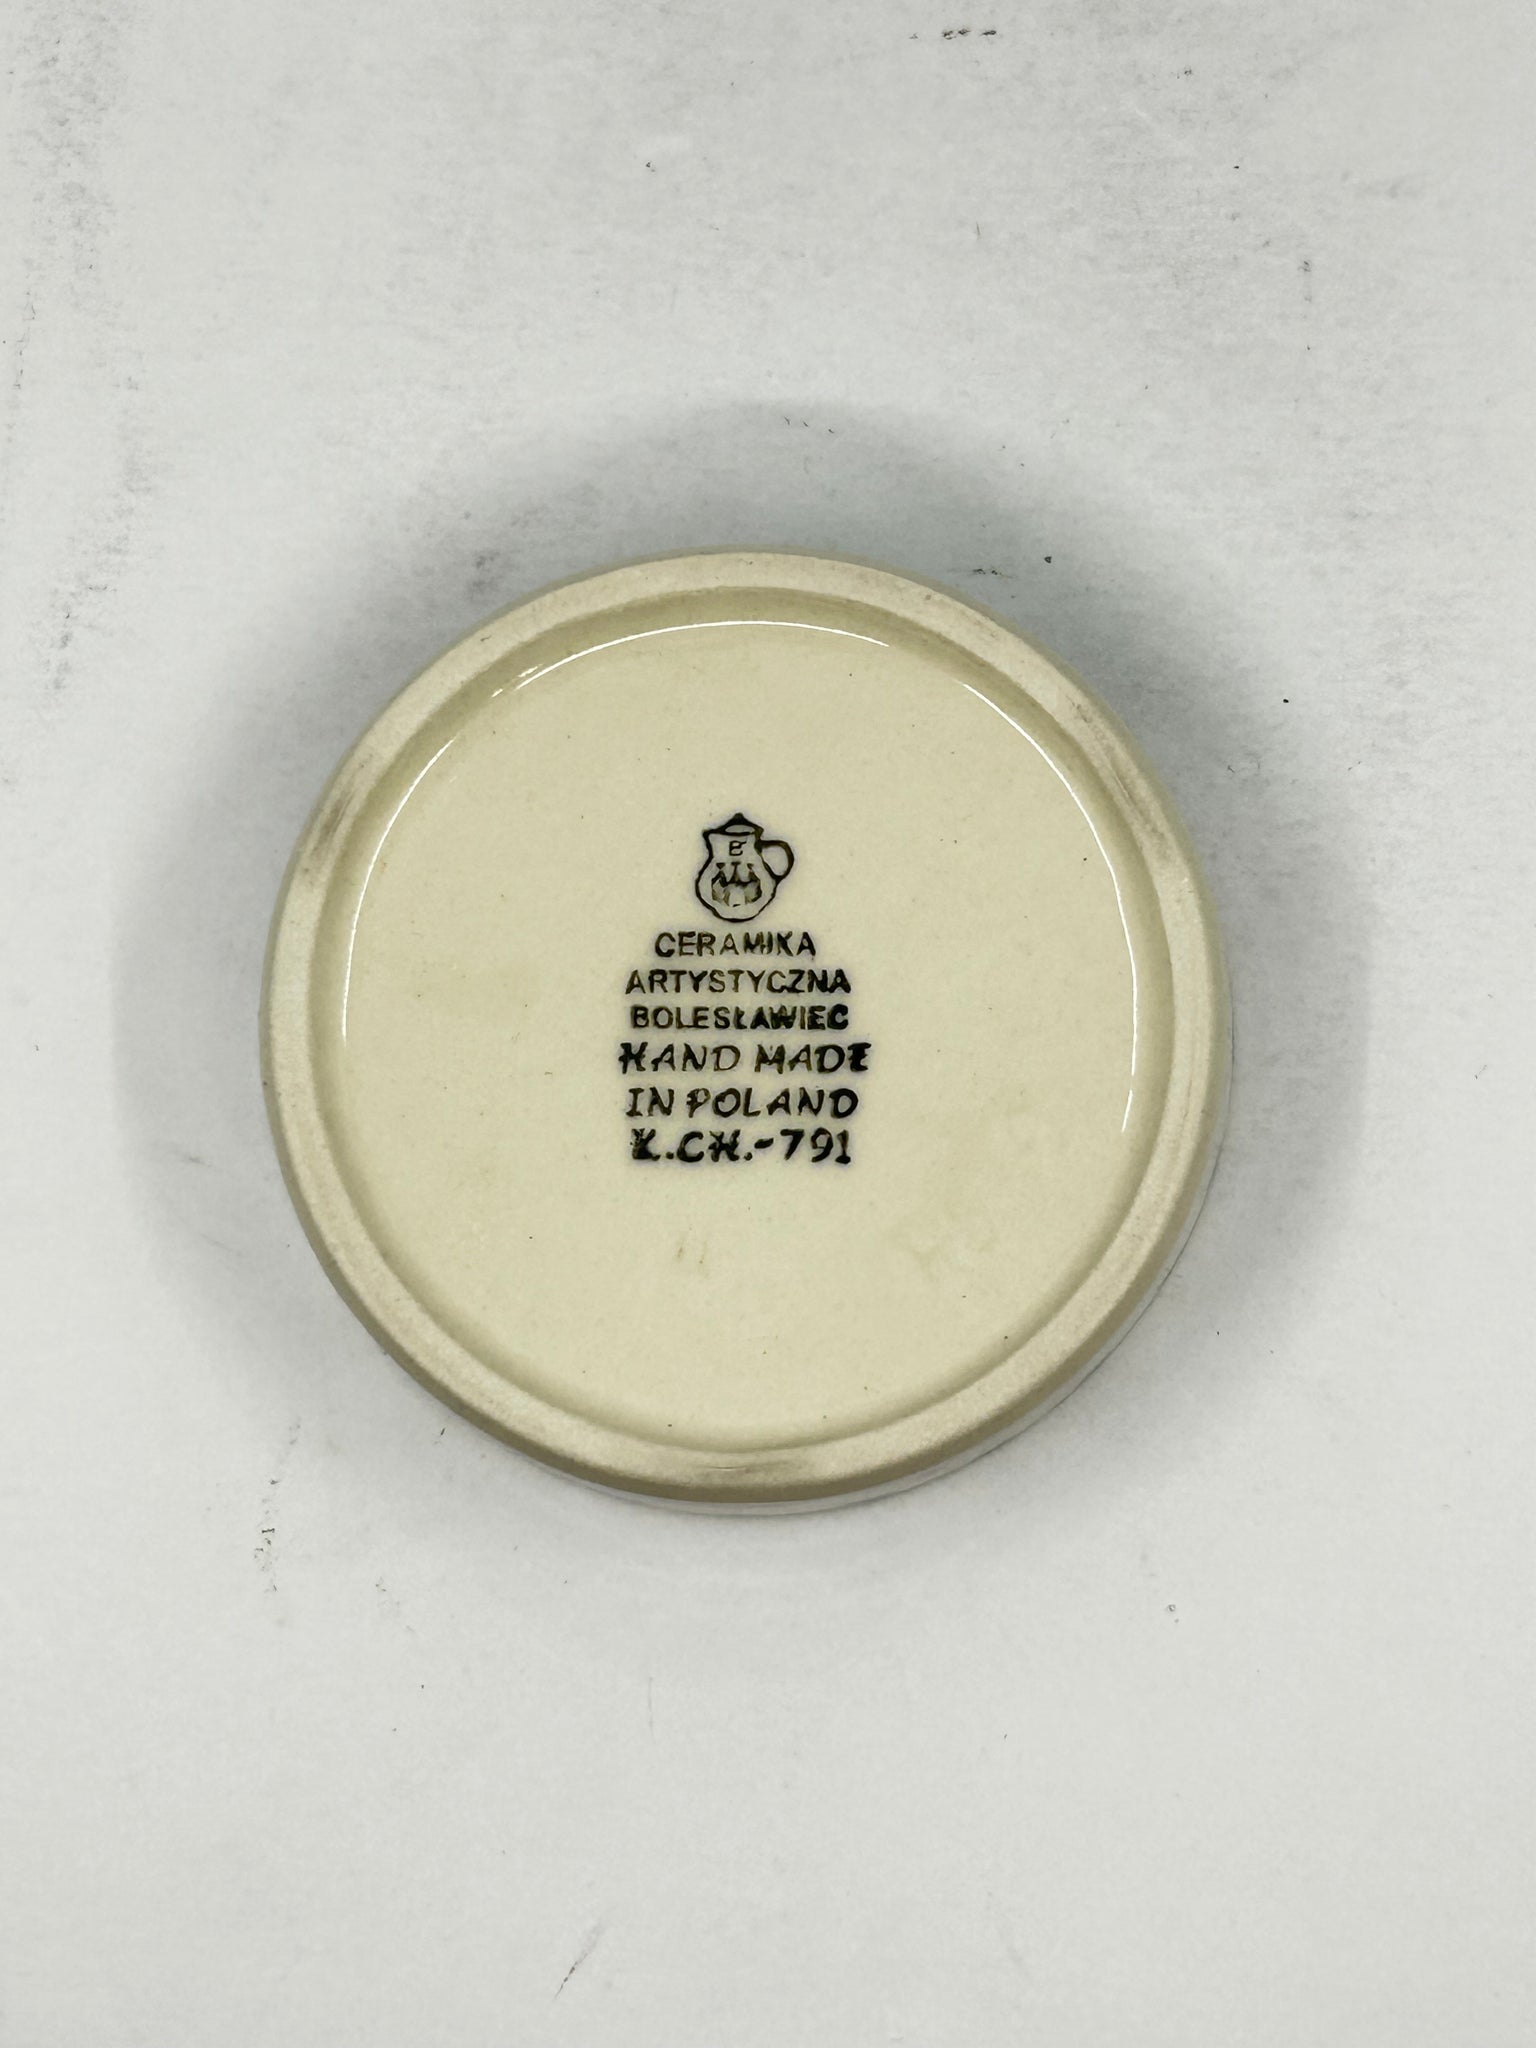 B
CERAMIKA
ARTYSTYCZNA
BOLESŁAWIEC
HAND MADE
IN POLAND
K.CH.-791